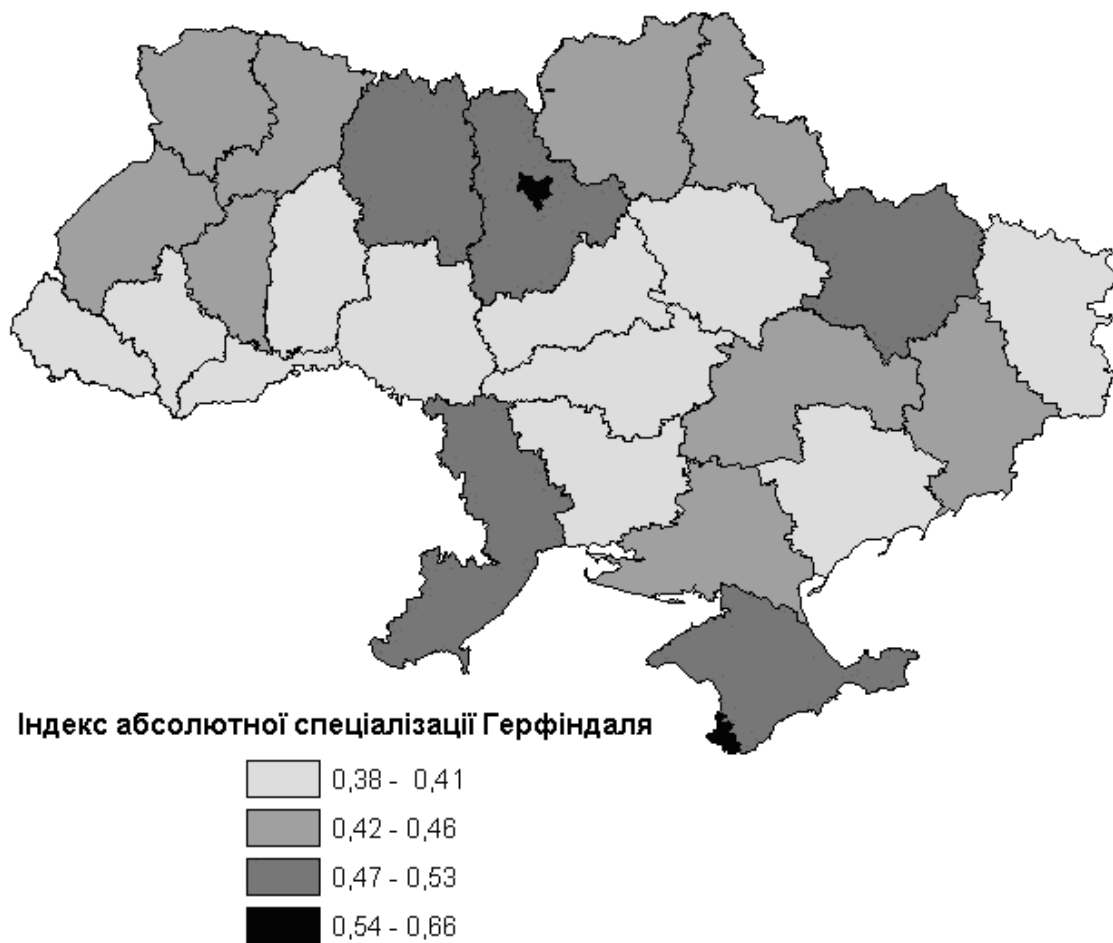 Індекс абсолютної спеціалізації Герфіндаля
0,38 - 0,41
0,42 - 0,46
0,47 - 0,53
0,54 - 0,66